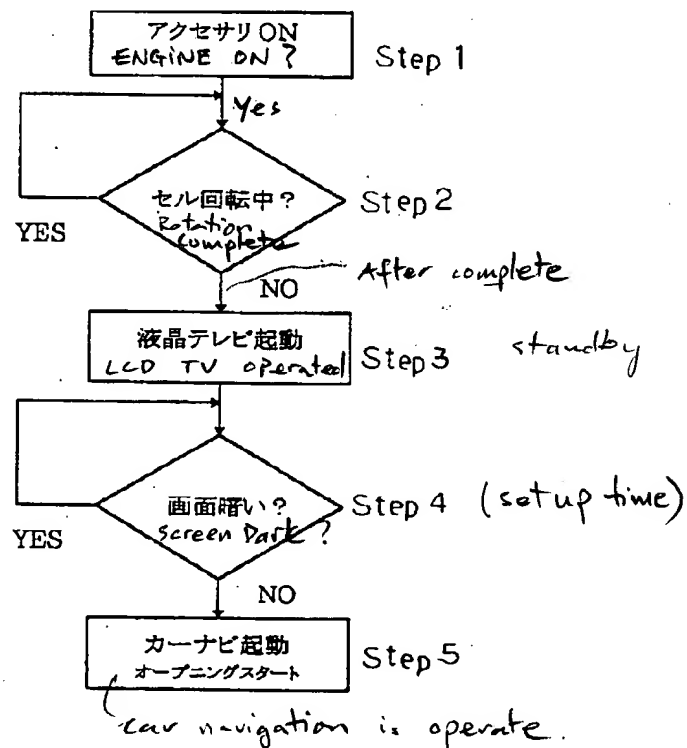 アクセサリ ON
ENGINE ON ?
Step 1
Yes
セル回転中？
Rotation
complete
Step 2
YES
After complete
NO
液晶テレビ起動
LCD TV operated
Step 3
standby
画面暗い？
Screen Dark ?
Step 4 (set up time)
YES
NO
カーナビ起動
オープニングスタート
Step 5
car navigation is operate.